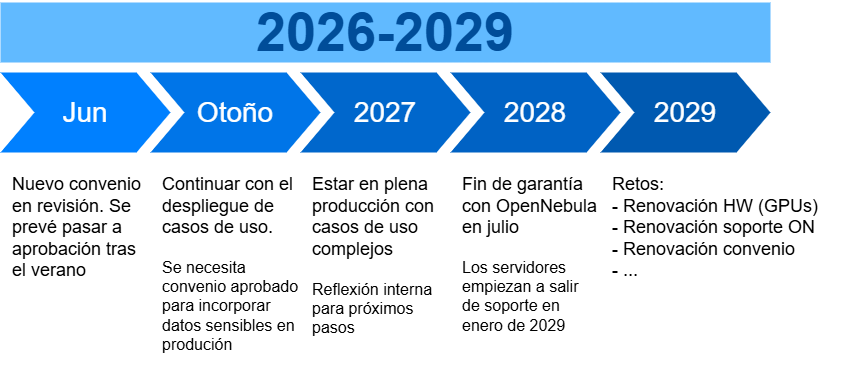 2026-2029
Jun
Otoño
2027
2028
2029
Nuevo convenio
en revisión. Se
prevé pasar a
aprobación tras
el verano
Continuar con el
despliegue de
casos de uso.
Se necesita
convenio aprobado
para incorporar
datos sensibles en
produción
Estar en plena
producción con
casos de uso
complejos
Reflexión interna
para próximos
pasos
Fin de garantía
con OpenNebula
en julio
Los servidores
empiezan a salir
de soporte en
enero de 2029
Retos:
- Renovación HW (GPUs)
- Renovación soporte ON
- Renovación convenio
- ...